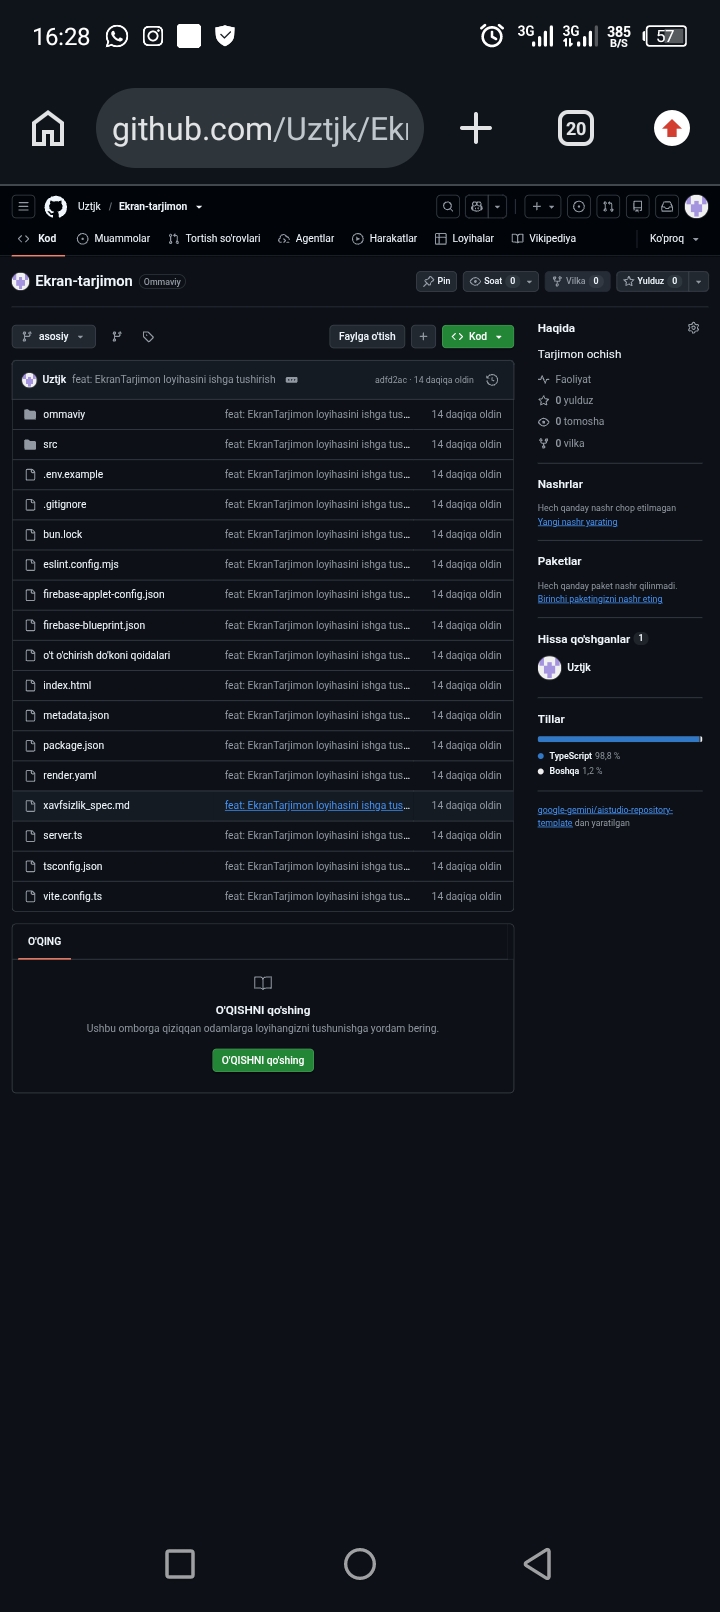 16:28
3G 3G 385 B/S 57
github.com/Uztjk/Ek
20
Uztjk / Ekran-tarjimon
Kod Muammolar Tortish so'rovlari Agentlar Harakatlar Loyihalar Vikipediya Ko'proq
Ekran-tarjimon Ommaviy
Pin Soat 0 Vilka 0 Yulduz 0
asosiy Faylga o'tish Kod
Uztjk feat: EkranTarjimon loyihasini ishga tushirish adfd2ac · 14 daqiqa oldin
ommaviy feat: EkranTarjimon loyihasini ishga tus... 14 daqiqa oldin
src feat: EkranTarjimon loyihasini ishga tus... 14 daqiqa oldin
.env.example feat: EkranTarjimon loyihasini ishga tus... 14 daqiqa oldin
.gitignore feat: EkranTarjimon loyihasini ishga tus... 14 daqiqa oldin
bun.lock feat: EkranTarjimon loyihasini ishga tus... 14 daqiqa oldin
eslint.config.mjs feat: EkranTarjimon loyihasini ishga tus... 14 daqiqa oldin
firebase-applet-config.json feat: EkranTarjimon loyihasini ishga tus... 14 daqiqa oldin
firebase-blueprint.json feat: EkranTarjimon loyihasini ishga tus... 14 daqiqa oldin
o't o'chirish do'koni qoidalari feat: EkranTarjimon loyihasini ishga tus... 14 daqiqa oldin
index.html feat: EkranTarjimon loyihasini ishga tus... 14 daqiqa oldin
metadata.json feat: EkranTarjimon loyihasini ishga tus... 14 daqiqa oldin
package.json feat: EkranTarjimon loyihasini ishga tus... 14 daqiqa oldin
render.yaml feat: EkranTarjimon loyihasini ishga tus... 14 daqiqa oldin
xavfsizlik_spec.md feat: EkranTarjimon loyihasini ishga tus... 14 daqiqa oldin
server.ts feat: EkranTarjimon loyihasini ishga tus... 14 daqiqa oldin
tsconfig.json feat: EkranTarjimon loyihasini ishga tus... 14 daqiqa oldin
vite.config.ts feat: EkranTarjimon loyihasini ishga tus... 14 daqiqa oldin
O'QING
O'QISHNI qo'shing
Ushbu omborga qiziqqan odamlarga loyihangizni tushunishga yordam bering.
O'QISHNI qo'shing
Haqida
Tarjimon ochish
Faoliyat
0 yulduz
0 tomosha
0 vilka
Nashrlar
Hech qanday nashr chop etilmagan
Yangi nashr yarating
Paketlar
Hech qanday paket nashr qilinmadi.
Birinchi paketingizni nashr eting
Hissa qo'shganlar 1
Uztjk
Tillar
TypeScript 98,8 %
Boshqa 1,2 %
google-gemini/aistudio-repository-
template dan yaratilgan